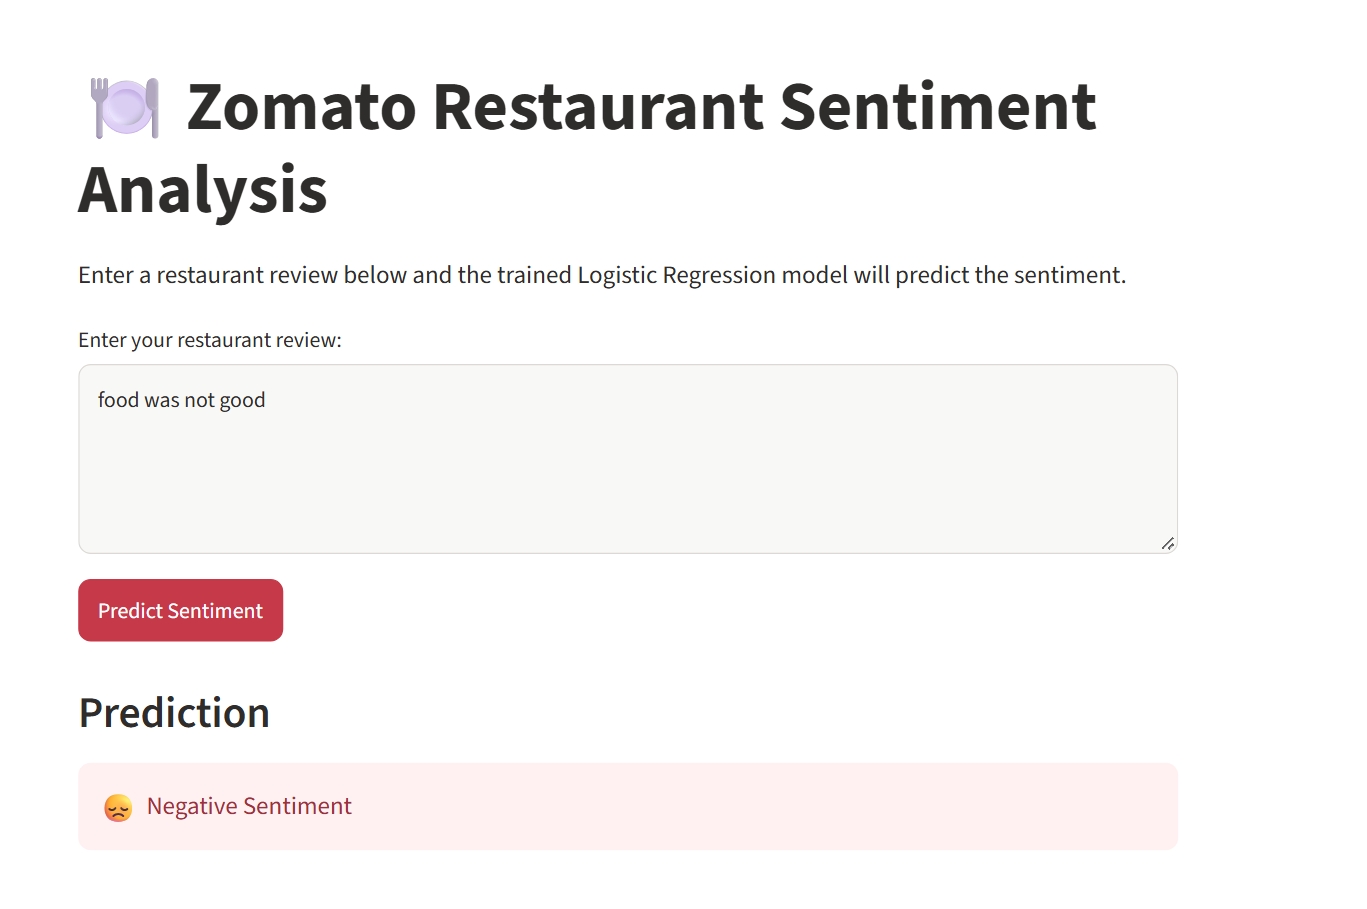 🍽️ Zomato Restaurant Sentiment
Analysis
Enter a restaurant review below and the trained Logistic Regression model will predict the sentiment.
Enter your restaurant review:
food was not good
Predict Sentiment
Prediction
😞 Negative Sentiment